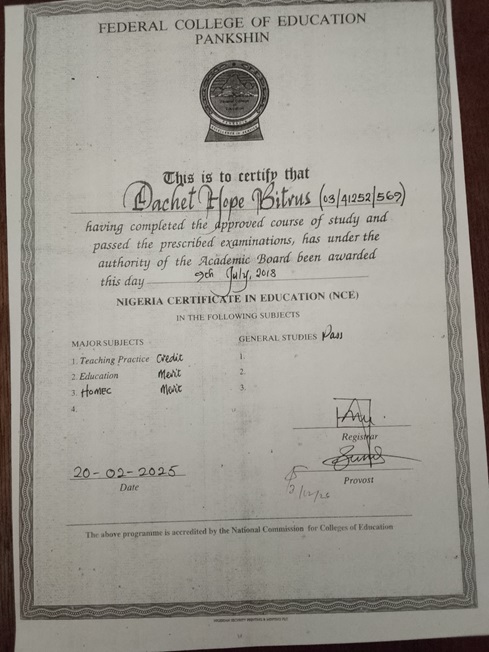 FEDERAL COLLEGE OF EDUCATION
PANKSHIN
This is to certify that
Dachet Hope Bitrus (03/41252/569)
having completed the approved course of study and
passed the prescribed examinations, has under the
authority of the Academic Board been awarded
this day 9th July, 2013
NIGERIA CERTIFICATE IN EDUCATION (NCE)
IN THE FOLLOWING SUBJECTS
MAJOR SUBJECTS
1. Teaching Practice Credit
2. Education Merit
3. Homec Merit
4.
GENERAL STUDIES Pass
1.
2.
3.
Registrar
20-02-2025
Date
Provost
The above programme is accredited by the National Commission for Colleges of Education